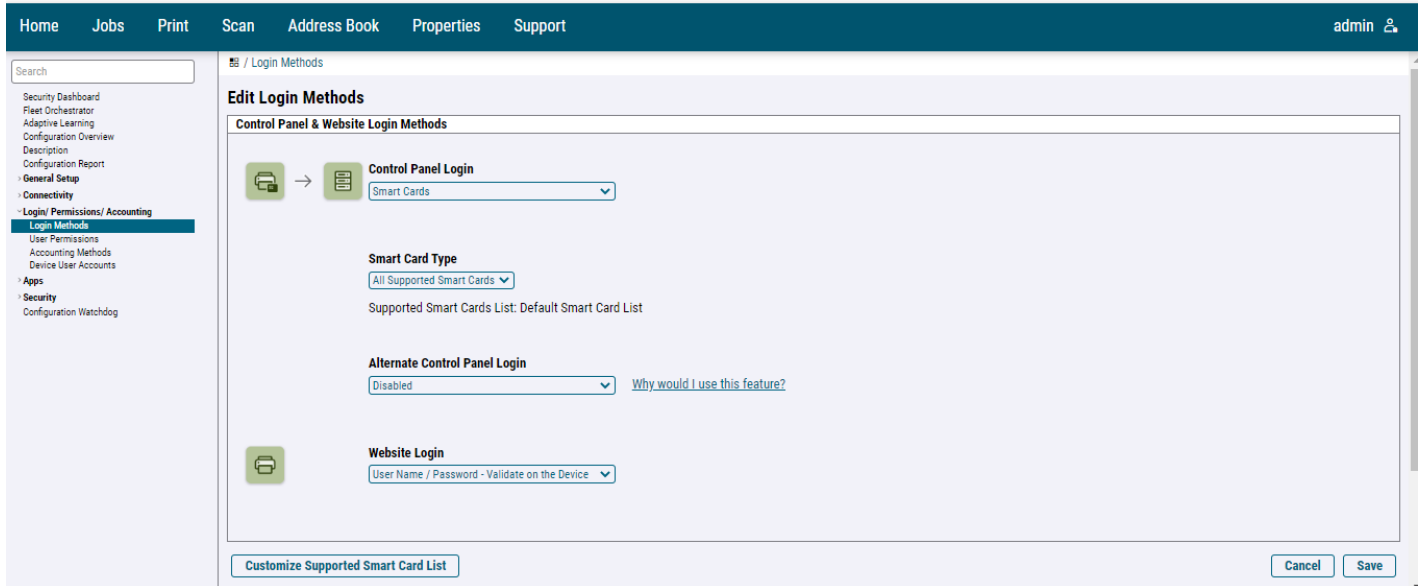 Home Jobs Print Scan Address Book Properties Support admin
Search
Security Dashboard
Fleet Orchestrator
Adaptive Learning
Configuration Overview
Description
Configuration Report
General Setup
Connectivity
Login/ Permissions/ Accounting
Login Methods
User Permissions
Accounting Methods
Device User Accounts
Apps
Security
Configuration Watchdog
/ Login Methods
Edit Login Methods
Control Panel & Website Login Methods
Control Panel Login
Smart Cards
Smart Card Type
All Supported Smart Cards
Supported Smart Cards List: Default Smart Card List
Alternate Control Panel Login
Disabled Why would I use this feature?
Website Login
User Name / Password - Validate on the Device
Customize Supported Smart Card List Cancel Save